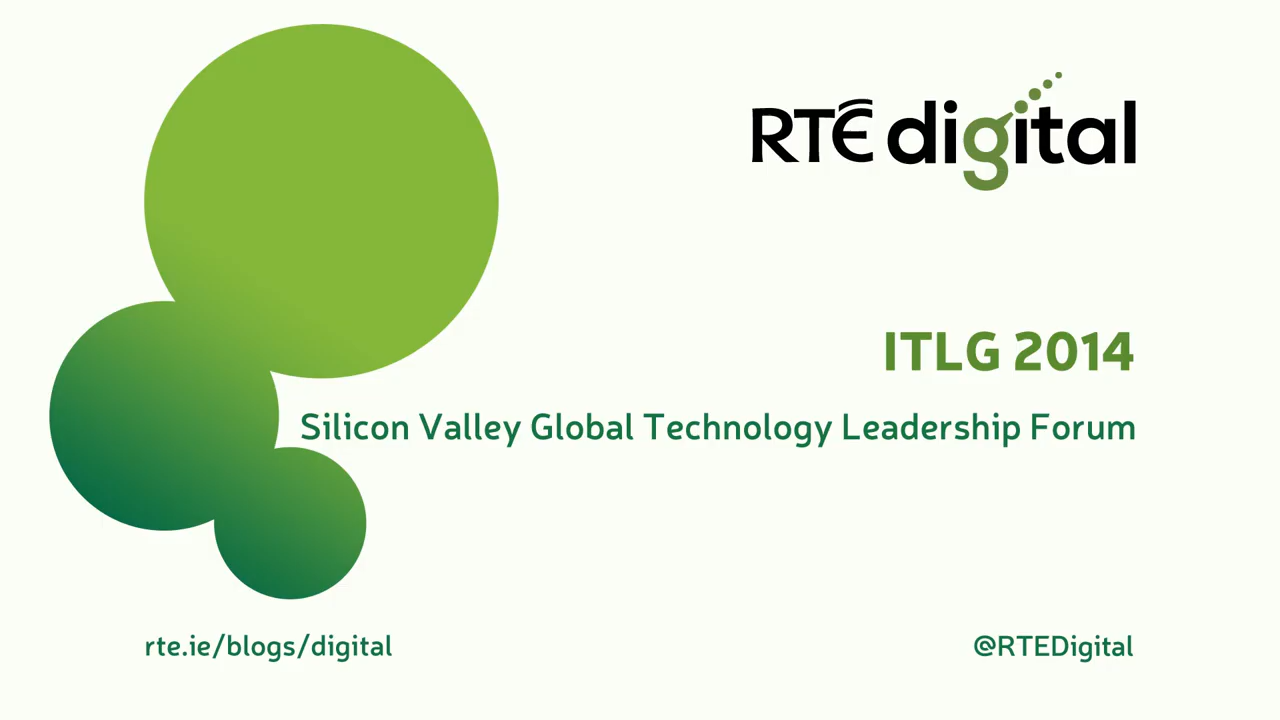 RTÉ digital
ITLG 2014
Silicon Valley Global Technology Leadership Forum
rte.ie/blogs/digital
@RTEDigital